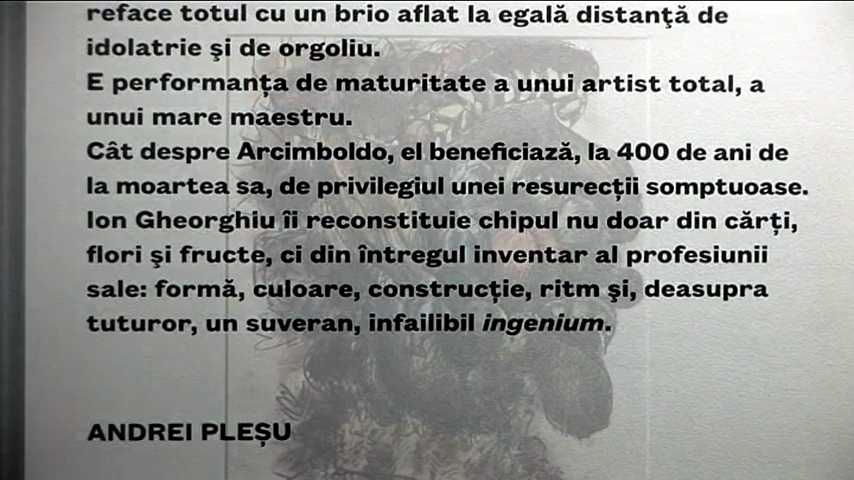 reface totul cu un brio aflat la egală distanţă de
idolatrie şi de orgoliu.
E performanţa de maturitate a unui artist total, a
unui mare maestru.
Cât despre Arcimboldo, el beneficiază, la 400 de ani de
la moartea sa, de privilegiul unei resurecţii somptuoase.
Ion Gheorghiu îi reconstituie chipul nu doar din cărţi,
flori şi fructe, ci din întregul inventar al profesiunii
sale: formă, culoare, construcţie, ritm şi, deasupra
tuturor, un suveran, infailibil ingenium.
ANDREI PLEŞU